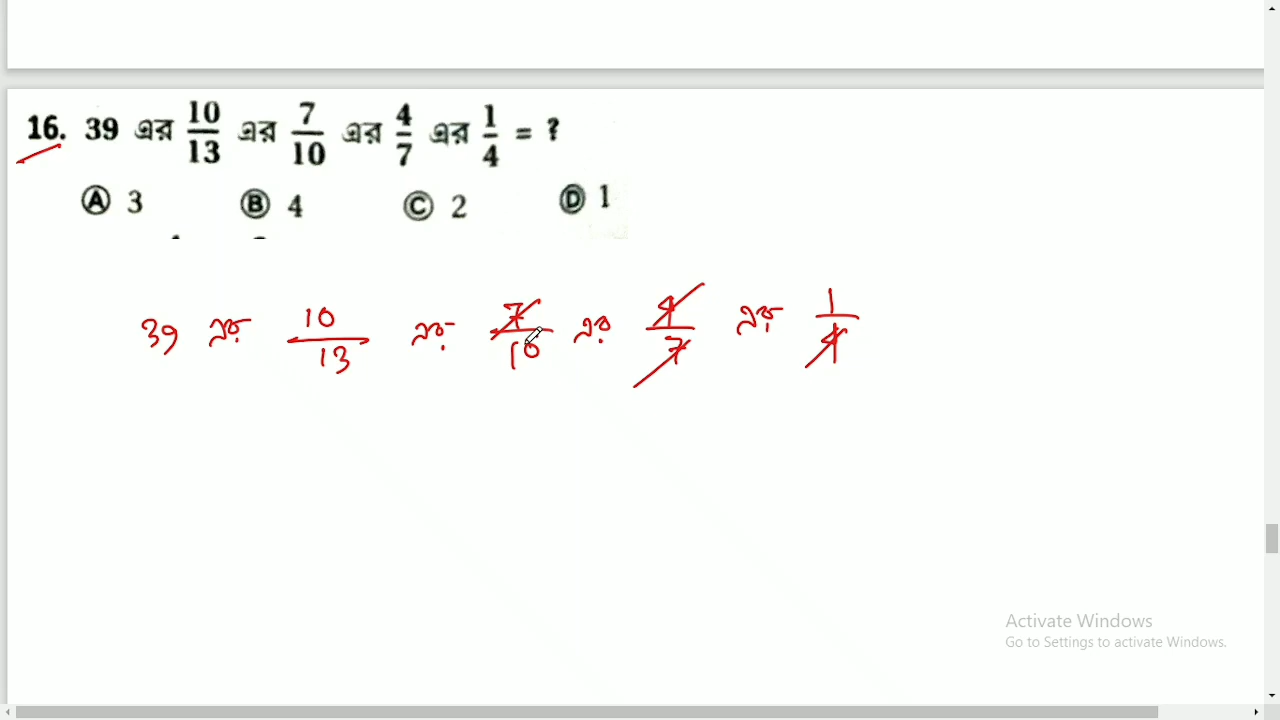 16. 39 এর 10/13 এর 7/10 এর 4/7 এর 1/4 = ?
Ⓐ 3 Ⓑ 4 Ⓒ 2 Ⓓ 1
39 এর 10/13 এর 7/10 এর 4/7 এর 1/4
Activate Windows
Go to Settings to activate Windows.